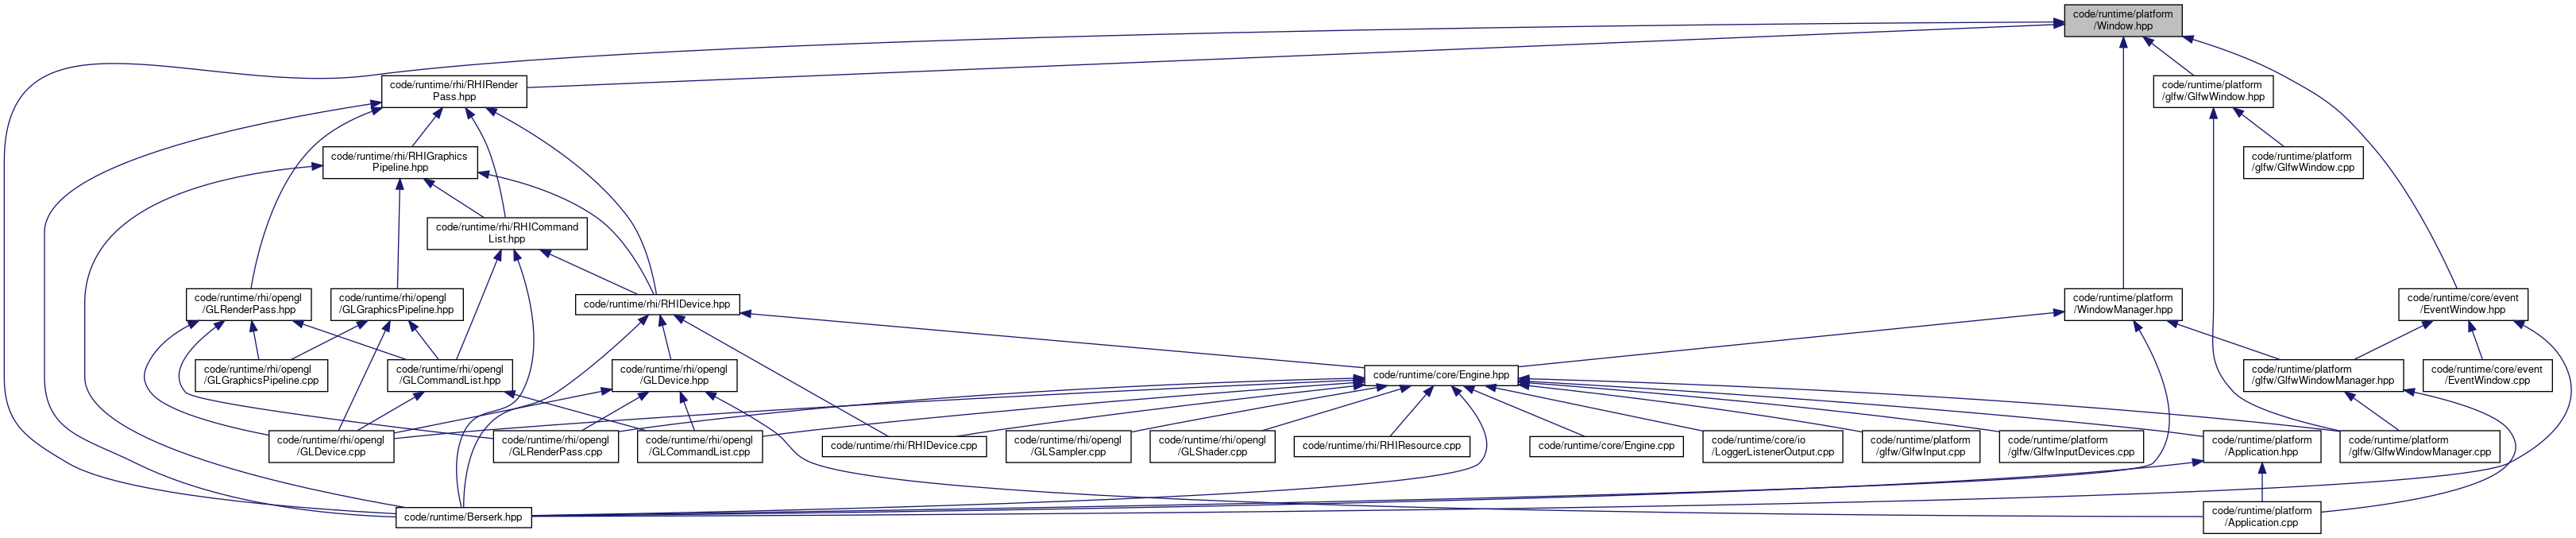 code/runtime/platform
/Window.hpp
code/runtime/rhi/RHIRender
Pass.hpp
code/runtime/platform
/glfw/GlfwWindow.hpp
code/runtime/rhi/RHIGraphics
Pipeline.hpp
code/runtime/platform
/glfw/GlfwWindow.cpp
code/runtime/rhi/RHICommand
List.hpp
code/runtime/rhi/opengl
/GLRenderPass.hpp
code/runtime/rhi/opengl
/GLGraphicsPipeline.hpp
code/runtime/rhi/RHIDevice.hpp
code/runtime/platform
/WindowManager.hpp
code/runtime/core/event
/EventWindow.hpp
code/runtime/rhi/opengl
/GLGraphicsPipeline.cpp
code/runtime/rhi/opengl
/GLCommandList.hpp
code/runtime/rhi/opengl
/GLDevice.hpp
code/runtime/core/Engine.hpp
code/runtime/platform
/glfw/GlfwWindowManager.hpp
code/runtime/core/event
/EventWindow.cpp
code/runtime/rhi/opengl
/GLDevice.cpp
code/runtime/rhi/opengl
/GLRenderPass.cpp
code/runtime/rhi/opengl
/GLCommandList.cpp
code/runtime/rhi/RHIDevice.cpp
code/runtime/rhi/opengl
/GLSampler.cpp
code/runtime/rhi/opengl
/GLShader.cpp
code/runtime/rhi/RHIResource.cpp
code/runtime/core/Engine.cpp
code/runtime/core/io
/LoggerListenerOutput.cpp
code/runtime/platform
/glfw/GlfwInput.cpp
code/runtime/platform
/glfw/GlfwInputDevices.cpp
code/runtime/platform
/Application.hpp
code/runtime/platform
/glfw/GlfwWindowManager.cpp
code/runtime/Berserk.hpp
code/runtime/platform
/Application.cpp